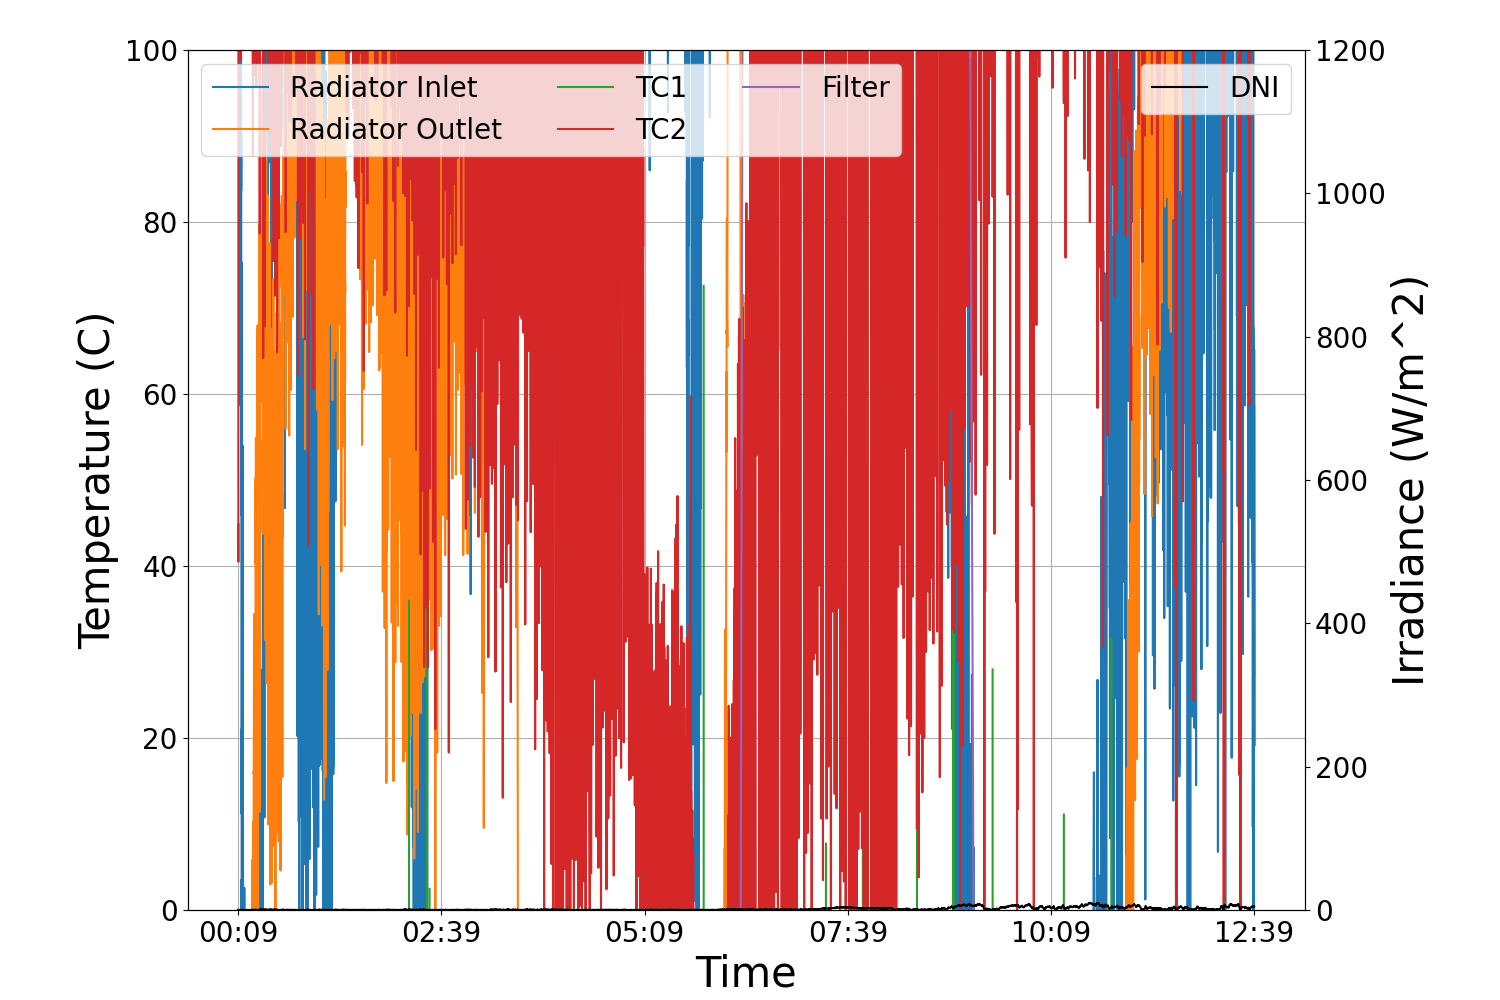 100 1200
Radiator Inlet TC1 Filter DNI
Radiator Outlet TC2
80 1000
800
60
600
40
400
20
200
0 0
Temperature (C)
Irradiance (W/m^2)
00:09 02:39 05:09 07:39 10:09 12:39
Time